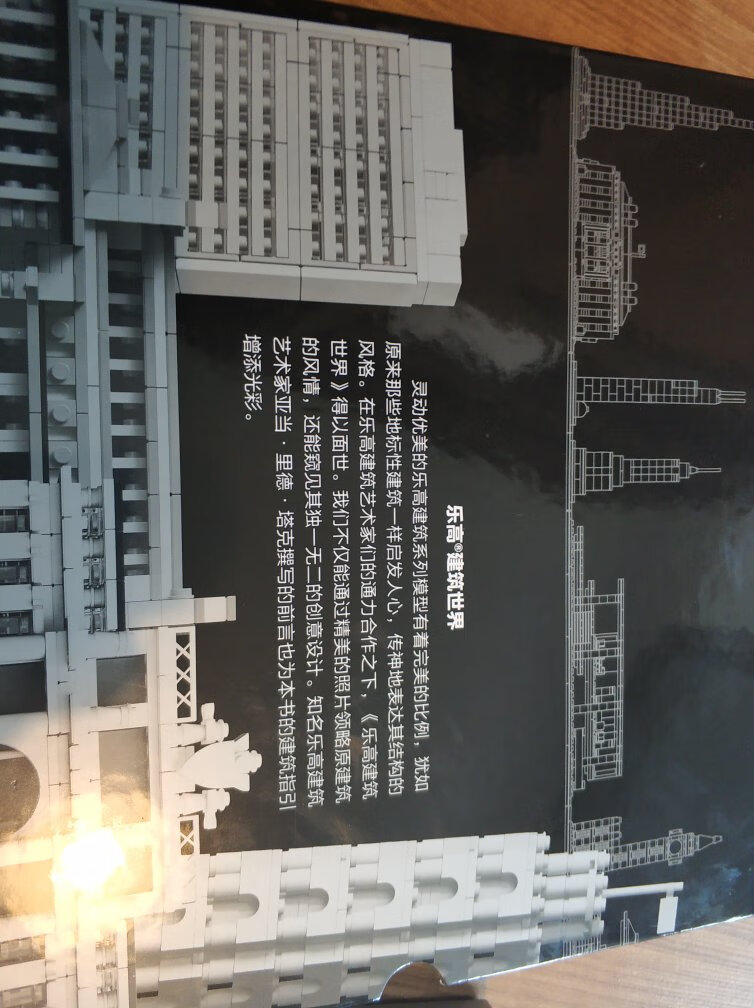 乐高®建筑世界
灵动优美的乐高建筑系列模型有着完美的比例，犹如
原来那些地标性建筑一样启发人心，传神地表达其结构的
风格。在乐高建筑艺术家们的通力合作之下，《乐高建筑
世界》得以面世。我们不仅能通过精美的照片领略原建筑
的风情，还能窥见其独一无二的创意设计。知名乐高建筑
艺术家亚当·里德·塔克撰写的前言也为本书的建筑指引
增添光彩。